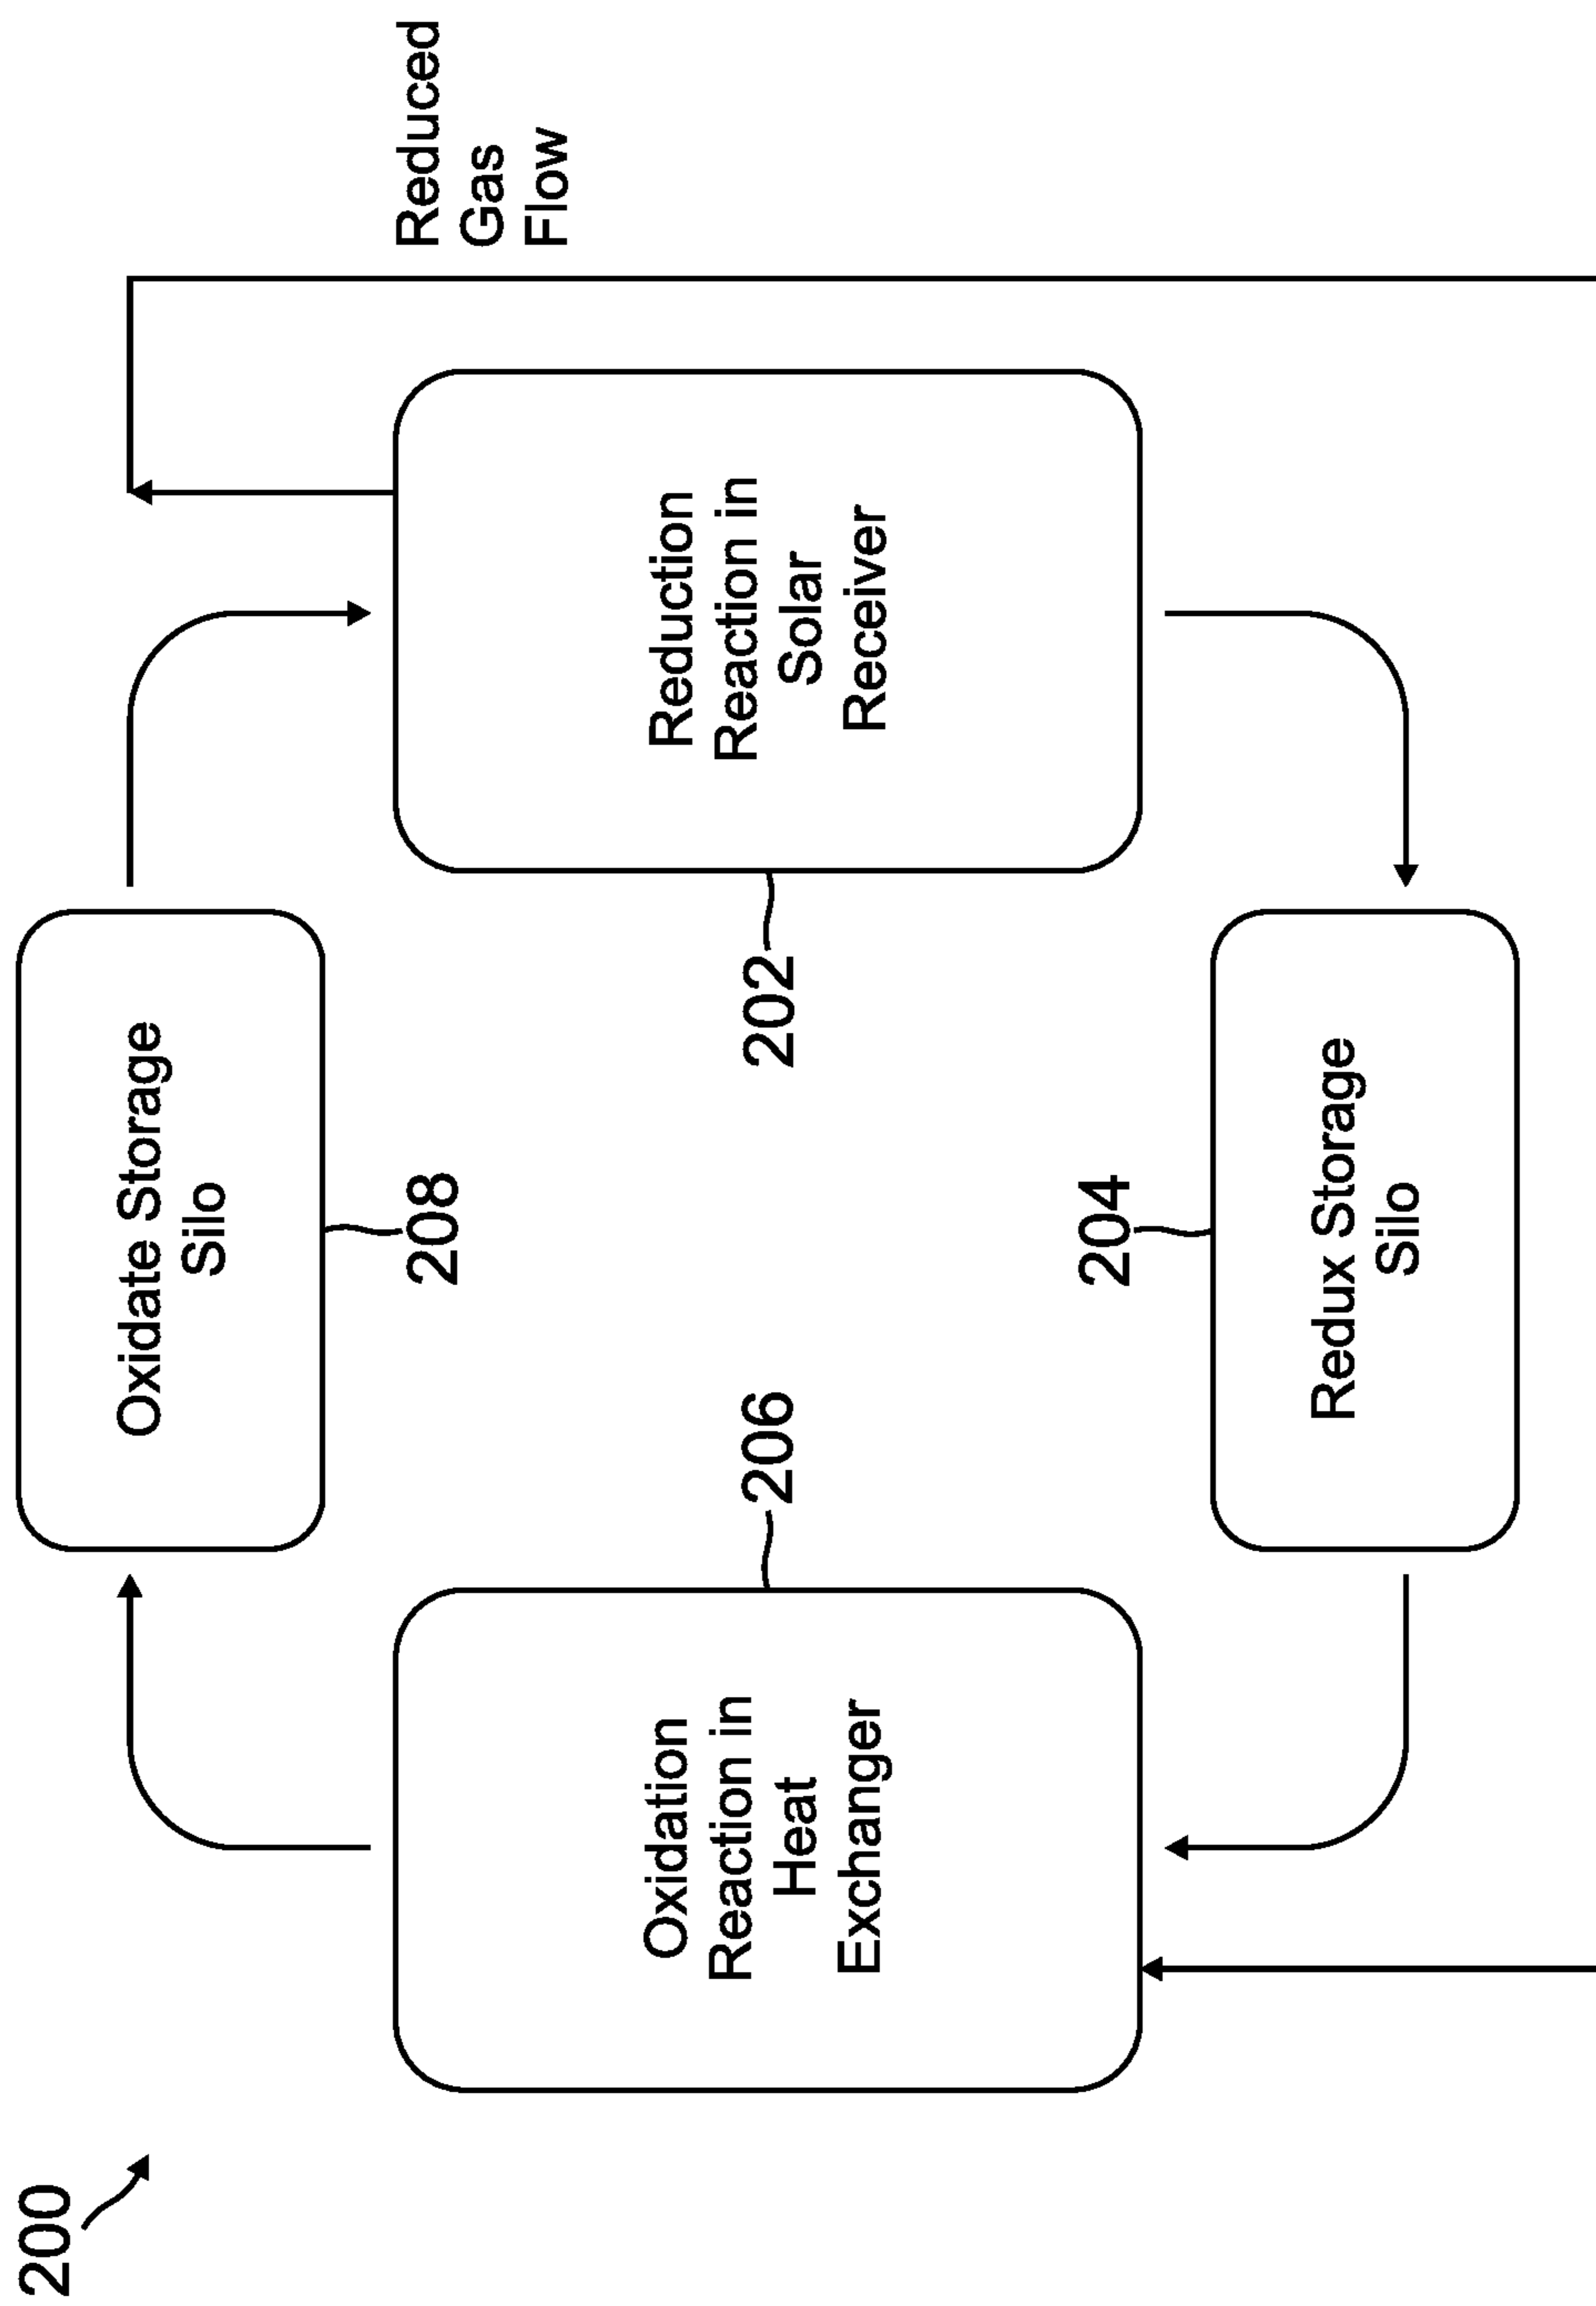 200
Oxidate Storage
Silo
208
Reduced
Gas
Flow
Oxidation
Reaction in
Heat
Exchanger
206
202
Reduction
Reaction in
Solar
Receiver
204
Redux Storage
Silo